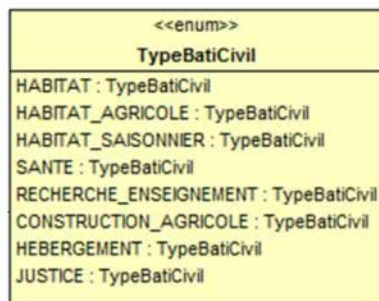 <<enum>>
TypeBatiCivil
HABITAT : TypeBatiCivil
HABITAT_AGRICOLE : TypeBatiCivil
HABITAT_SAISONNIER : TypeBatiCivil
SANTE : TypeBatiCivil
RECHERCHE_ENSEIGNEMENT : TypeBatiCivil
CONSTRUCTION_AGRICOLE : TypeBatiCivil
HEBERGEMENT : TypeBatiCivil
JUSTICE : TypeBatiCivil